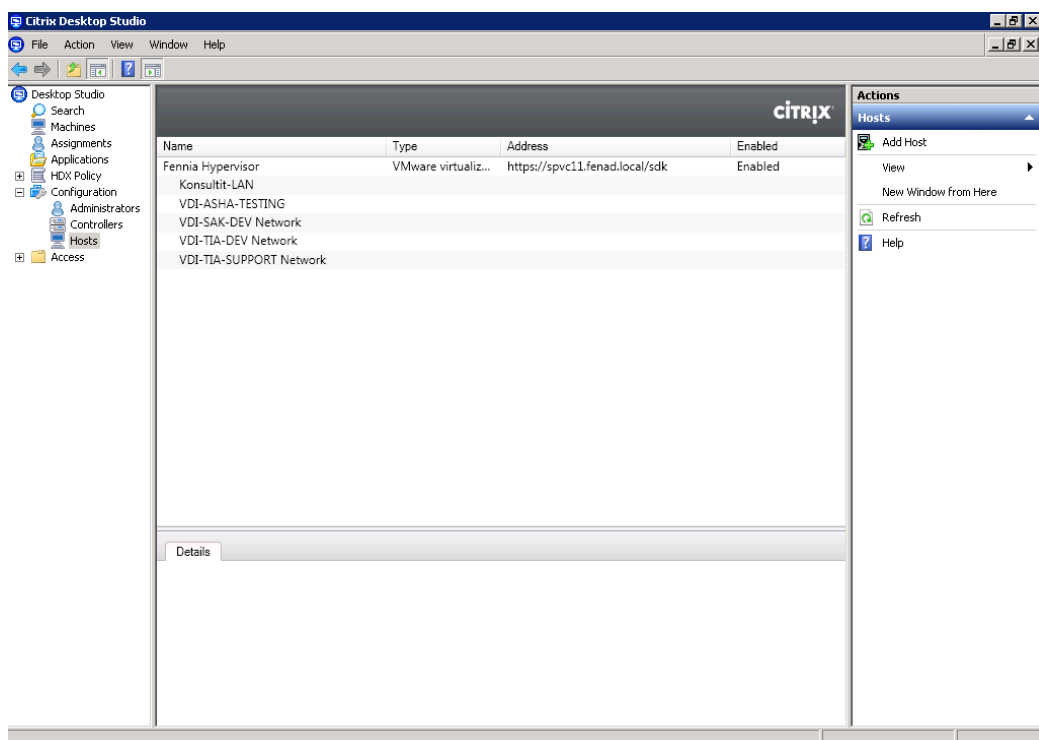 Citrix Desktop Studio
File Action View Window Help
Desktop Studio
Search
Machines
Assignments
Applications
HDX Policy
Configuration
Administrators
Controllers
Hosts
Access
CİTRIX
Name Type Address Enabled
Fennia Hypervisor VMware virtualiz... https://spvc11.fenad.local/sdk Enabled
Konsultit-LAN
VDI-ASHA-TESTING
VDI-SAK-DEV Network
VDI-TIA-DEV Network
VDI-TIA-SUPPORT Network
Details
Actions
Hosts
Add Host
View
New Window from Here
Refresh
Help